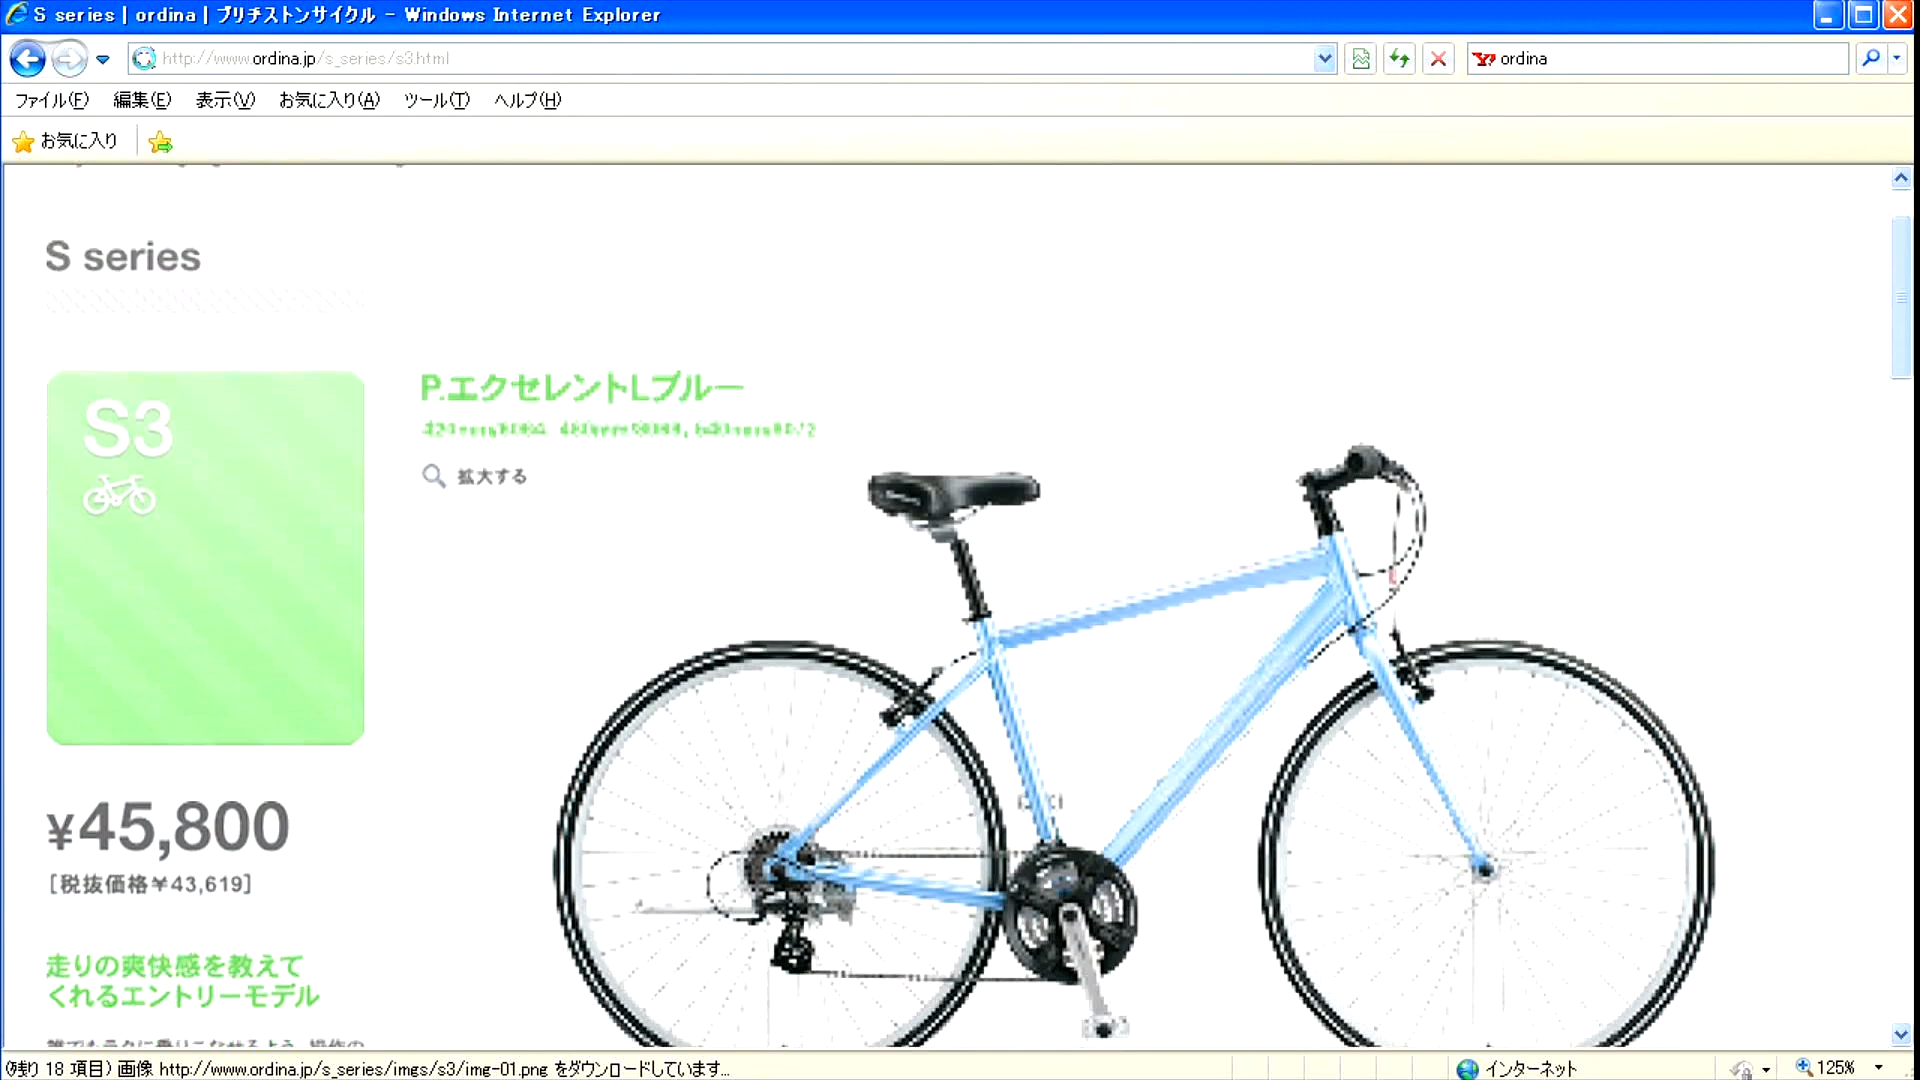 S series | ordina | ブリヂストンサイクル - Windows Internet Explorer
http://www.ordina.jp/s_series/s3.html
ordina
ファイル(F) 編集(E) 表示(V) お気に入り(A) ツール(T) ヘルプ(H)
お気に入り
S series
S3
P.エクセレントLブルー
拡大する
¥45,800
[税抜価格¥43,619]
走りの爽快感を教えて
くれるエントリーモデル
(残り 18 項目) 画像 http://www.ordina.jp/s_series/imgs/s3/img-01.png をダウンロードしています...
インターネット
125%